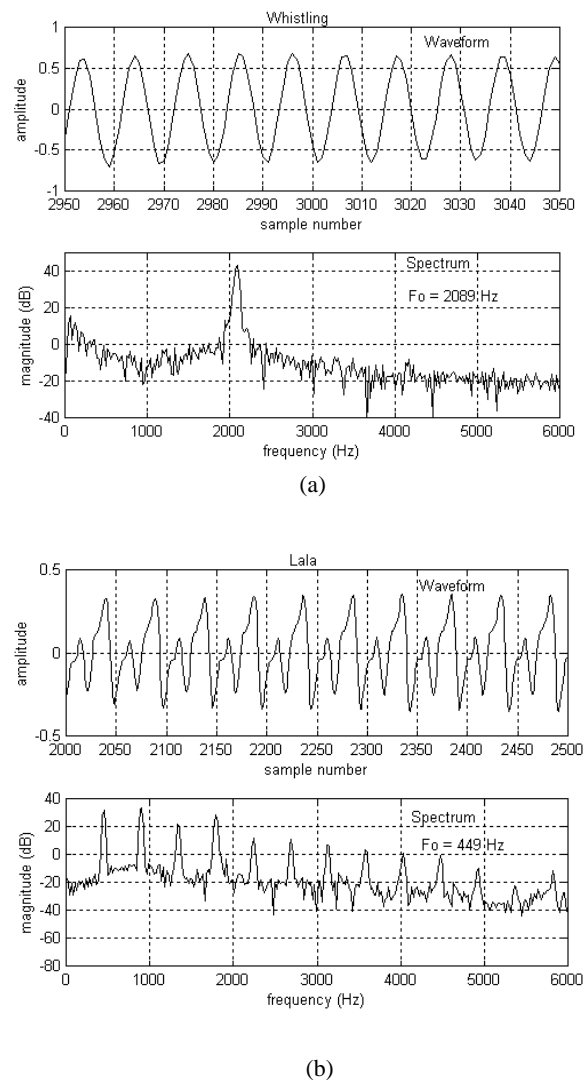 Whistling
Waveform
amplitude
1
0.5
0
-0.5
-1
2950 2960 2970 2980 2990 3000 3010 3020 3030 3040 3050
sample number
Spectrum
Fo = 2089 Hz
magnitude (dB)
40
20
0
-20
-40
0 1000 2000 3000 4000 5000 6000
frequency (Hz)
(a)
Lala
Waveform
amplitude
0.5
0
-0.5
2000 2050 2100 2150 2200 2250 2300 2350 2400 2450 2500
sample number
Spectrum
Fo = 449 Hz
magnitude (dB)
40
20
0
-20
-40
-60
-80
0 1000 2000 3000 4000 5000 6000
frequency (Hz)
(b)